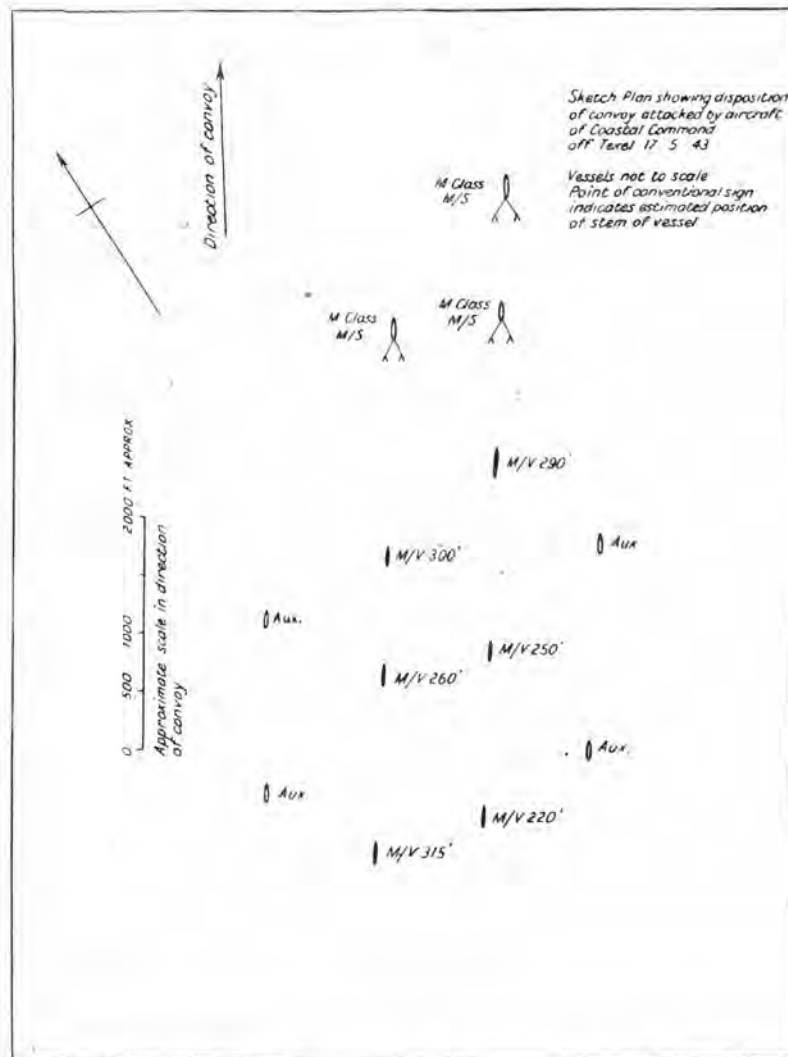 Direction of convoy
Sketch Plan showing disposition
of convoy attacked by aircraft
of Coastal Command
off Texel 17 5 43
Vessels not to scale
Point of conventional sign
indicates estimated position
of stem of vessel
M Class
M/S
M Class
M/S
M Class
M/S
M/V 290'
M/V 300'
Aux
Aux.
M/V 250'
M/V 260'
Aux.
Aux
M/V 220'
M/V 315'
2000 FT APPROX
1000
500
0
Approximate scale in direction
of convoy